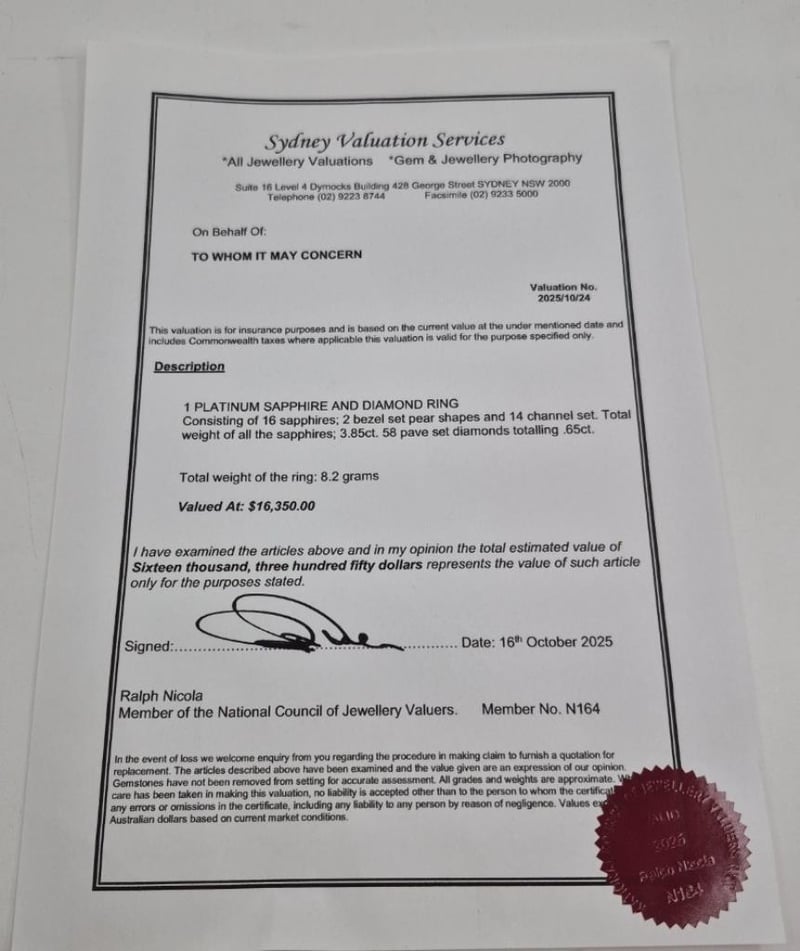 Sydney Valuation Services
*All Jewellery Valuations *Gem & Jewellery Photography
Suite 16 Level 4 Dymocks Building 428 George Street SYDNEY NSW 2000
Telephone (02) 9223 8744 Facsimile (02) 9233 5000
On Behalf Of:
TO WHOM IT MAY CONCERN
Valuation No.
2025/10/24
This valuation is for insurance purposes and is based on the current value at the under mentioned date and
includes Commonwealth taxes where applicable this valuation is valid for the purpose specified only.
Description
1 PLATINUM SAPPHIRE AND DIAMOND RING
Consisting of 16 sapphires; 2 bezel set pear shapes and 14 channel set. Total
weight of all the sapphires; 3.85ct. 58 pave set diamonds totalling .65ct.
Total weight of the ring: 8.2 grams
Valued At: $16,350.00
I have examined the articles above and in my opinion the total estimated value of
Sixteen thousand, three hundred fifty dollars represents the value of such article
only for the purposes stated.
Signed:.................................................. Date: 16th October 2025
Ralph Nicola
Member of the National Council of Jewellery Valuers. Member No. N164
In the event of loss we welcome enquiry from you regarding the procedure in making claim to furnish a quotation for
replacement. The articles described above have been examined and the value given are an expression of our opinion.
Gemstones have not been removed from setting for accurate assessment. All grades and weights are approximate.
care has been taken in making this valuation, no liability is accepted other than to the person to whom the
any errors or omissions in the certificate, including any liability to any person by reason of negligence. Values
Australian dollars based on current market conditions.
JEWELLERY
2025
Nicola
N164